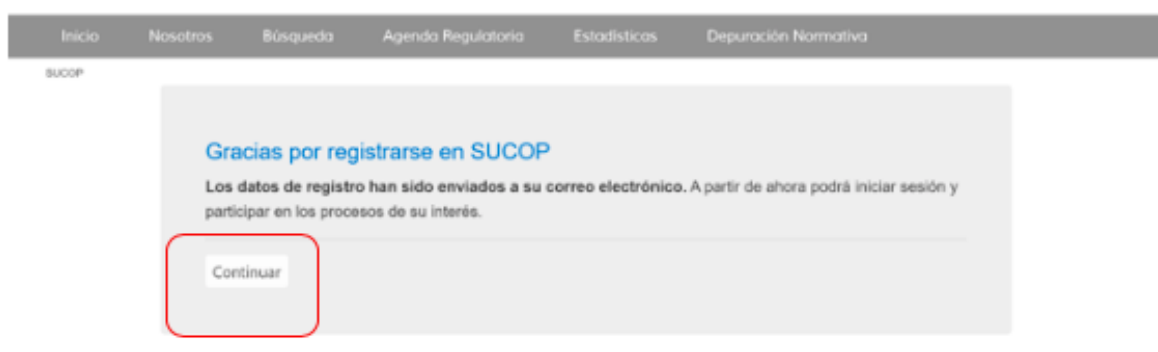 Inicio Nosotros Búsqueda Agenda Regulatoria Estadísticas Depuración Normativa
SUCOP
Gracias por registrarse en SUCOP
Los datos de registro han sido enviados a su correo electrónico. A partir de ahora podrá iniciar sesión y
participar en los procesos de su interés.
Continuar